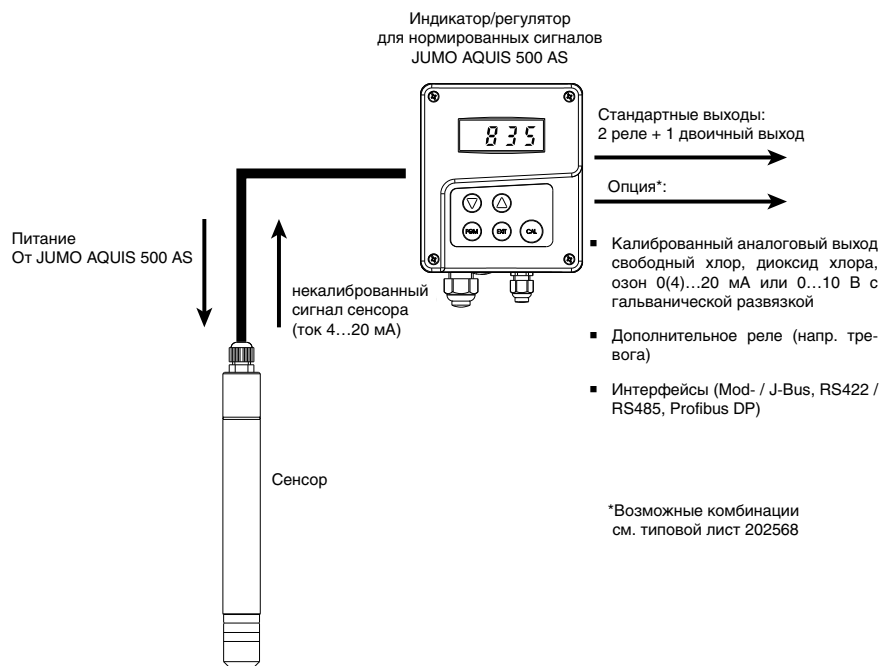 Индикатор/регулятор
для нормированных сигналов
JUMO AQUIS 500 AS
835
PGM
EXIT
CAL
Стандартные выходы:
2 реле + 1 двоичный выход
Опция*:
Питание
От JUMO AQUIS 500 AS
некалиброванный
сигнал сенсора
(ток 4…20 мА)
▪ Калиброванный аналоговый выход
свободный хлор, диоксид хлора,
озон 0(4)…20 мА или 0…10 В с
гальванической развязкой
▪ Дополнительное реле (напр. тре-
вога)
▪ Интерфейсы (Mod- / J-Bus, RS422 /
RS485, Profibus DP)
Сенсор
*Возможные комбинации
см. типовой лист 202568